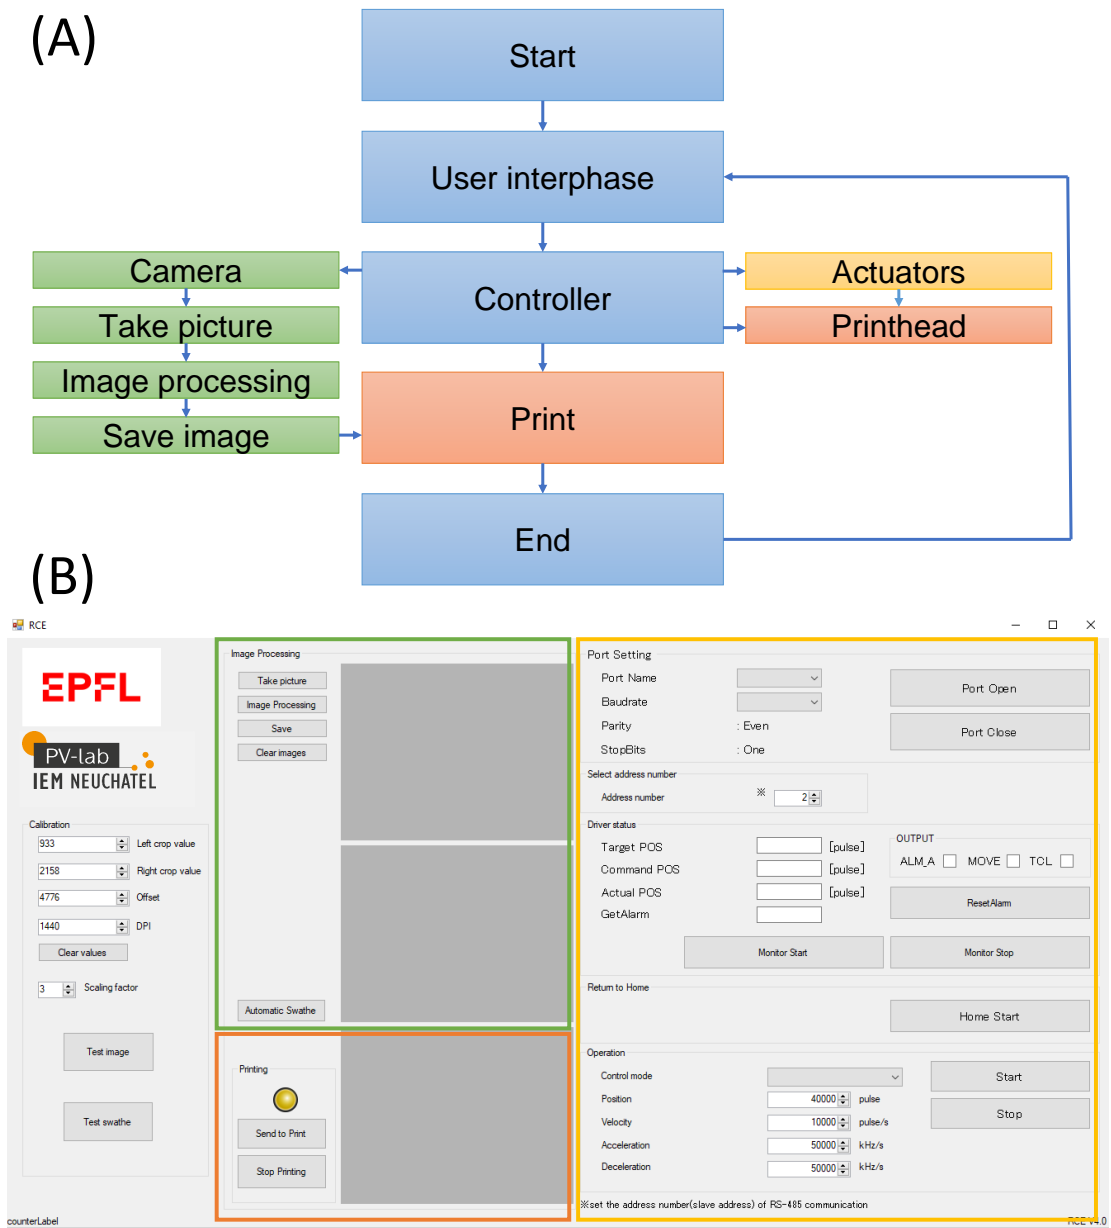 (A)
Start
User interphase
Camera
Controller
Actuators
Take picture
Printhead
Image processing
Print
Save image
End
(B)
RCE
EPFL
PV-lab
IEM NEUCHATEL
Calibration
933 Left crop value
2158 Right crop value
4776 Offset
1440 DPI
Clear values
3 Scaling factor
Test image
Test swathe
counterLabel
Image Processing
Take picture
Image Processing
Save
Clear images
Automatic Swathe
Printing
Send to Print
Stop Printing
Port Setting
Port Name
Baudrate
Parity : Even
StopBits : One
Port Open
Port Close
Select address number
Address number ※ 2
Driver status
Target POS [pulse]
Command POS [pulse]
Actual POS [pulse]
GetAlarm
OUTPUT
ALM_A MOVE TCL
ResetAlarm
Monitor Start
Monitor Stop
Return to Home
Home Start
Operation
Control mode
Position 40000 pulse
Velocity 10000 pulse/s
Acceleration 50000 kHz/s
Deceleration 50000 kHz/s
Start
Stop
※set the address number(slave address) of RS-485 communication
RCE V4.0